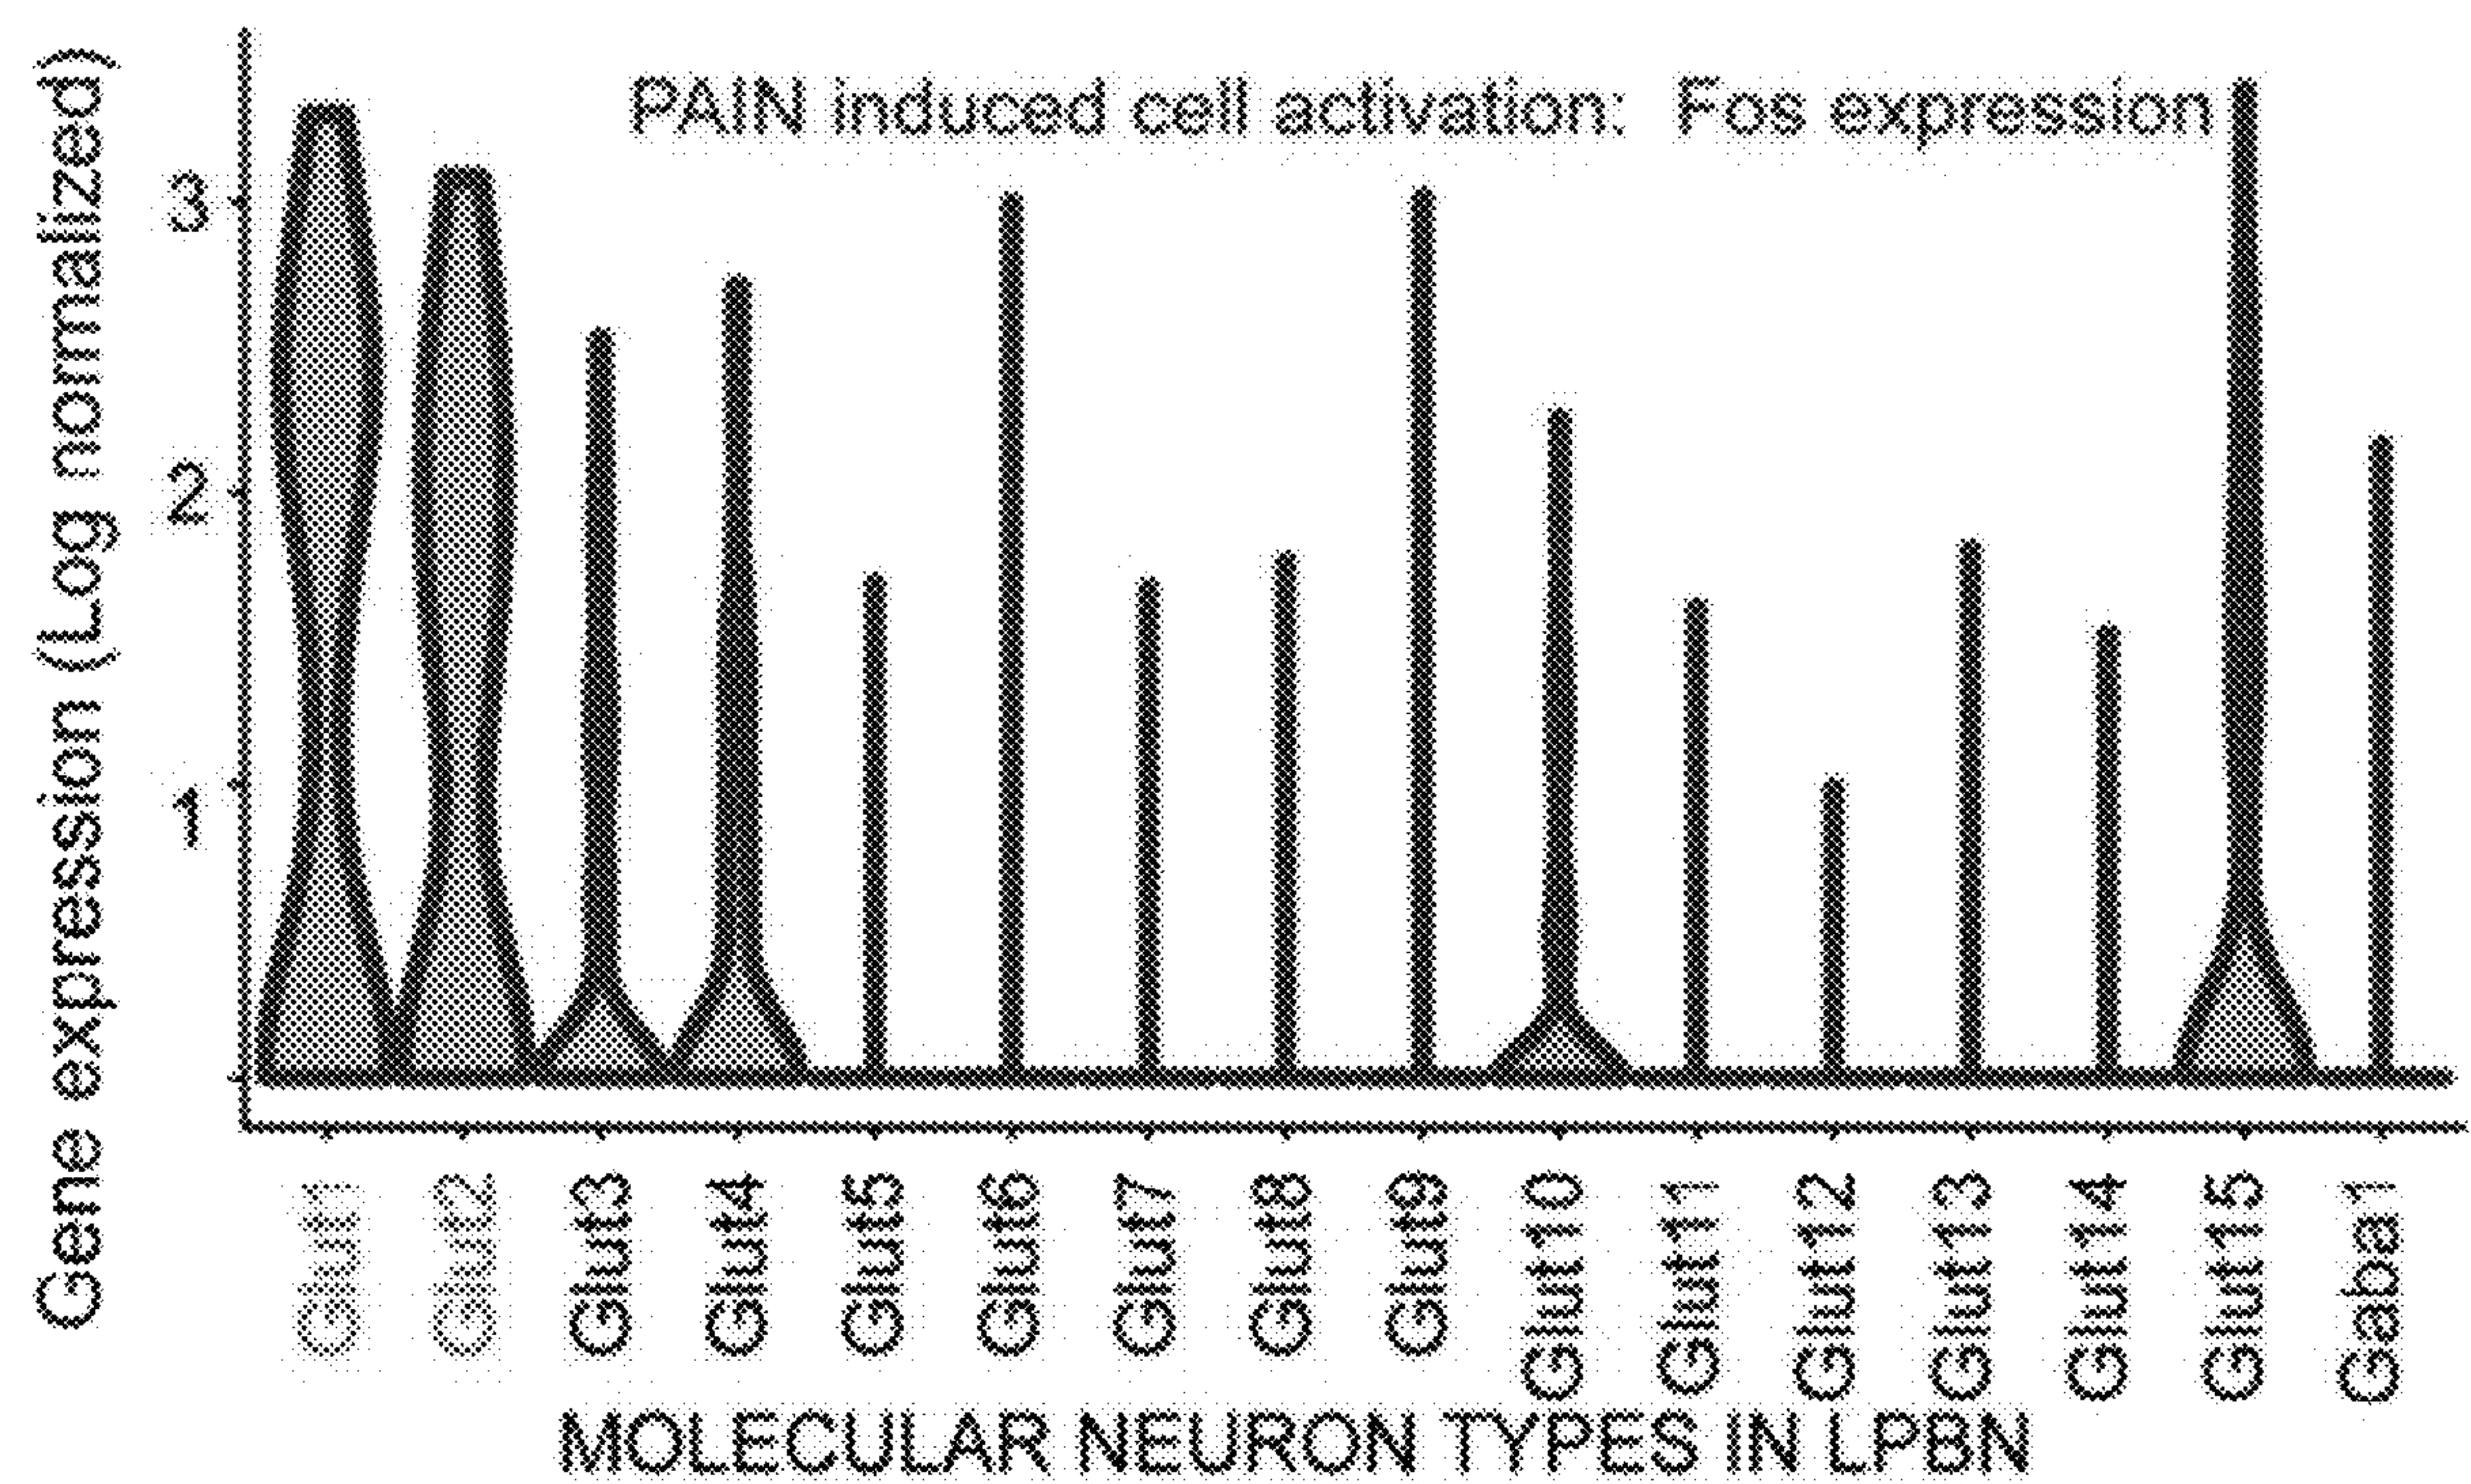 PAIN induced cell activation: Fos expression
Gene expression (Log normalized)
3
2
1
Glut1
Glut2
Glut3
Glut4
Glut5
Glut6
Glut7
Glut8
Glut9
Glut10
Glut11
Glut12
Glut13
Glut14
Glut15
Gaba1
MOLECULAR NEURON TYPES IN LPBN